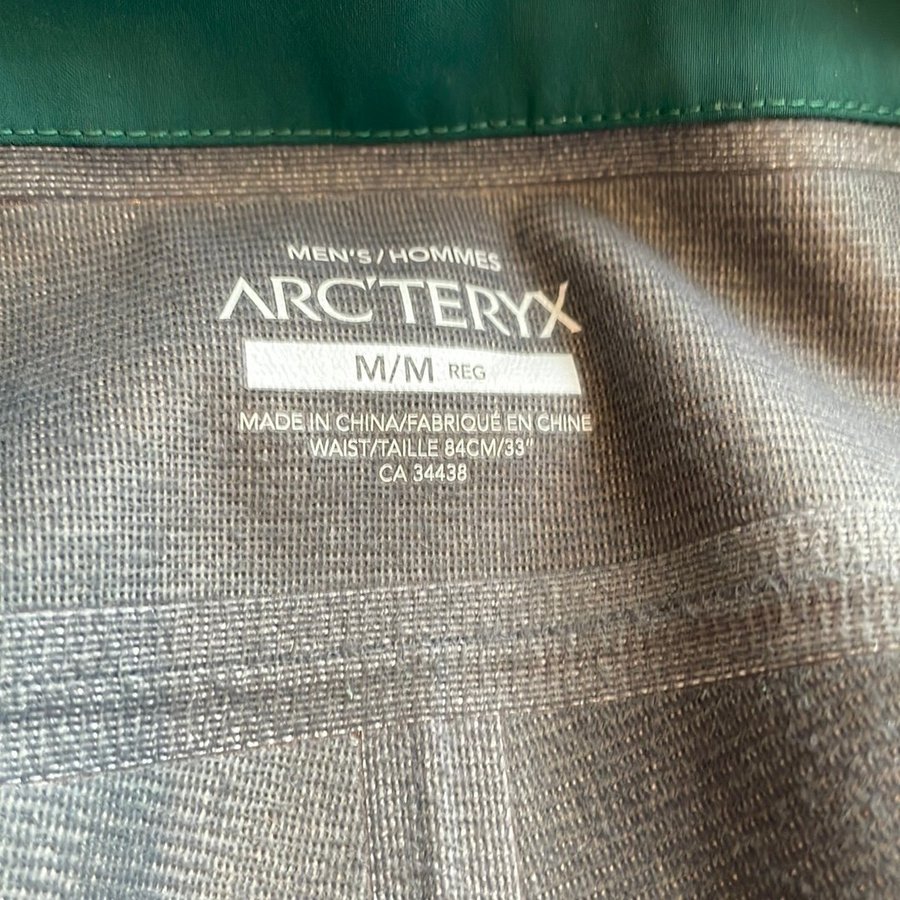 MEN'S/HOMMES
ARC'TERYX
M/M REG
MADE IN CHINA/FABRIQUÉ EN CHINE
WAIST/TAILLE 84CM/33"
CA 34438